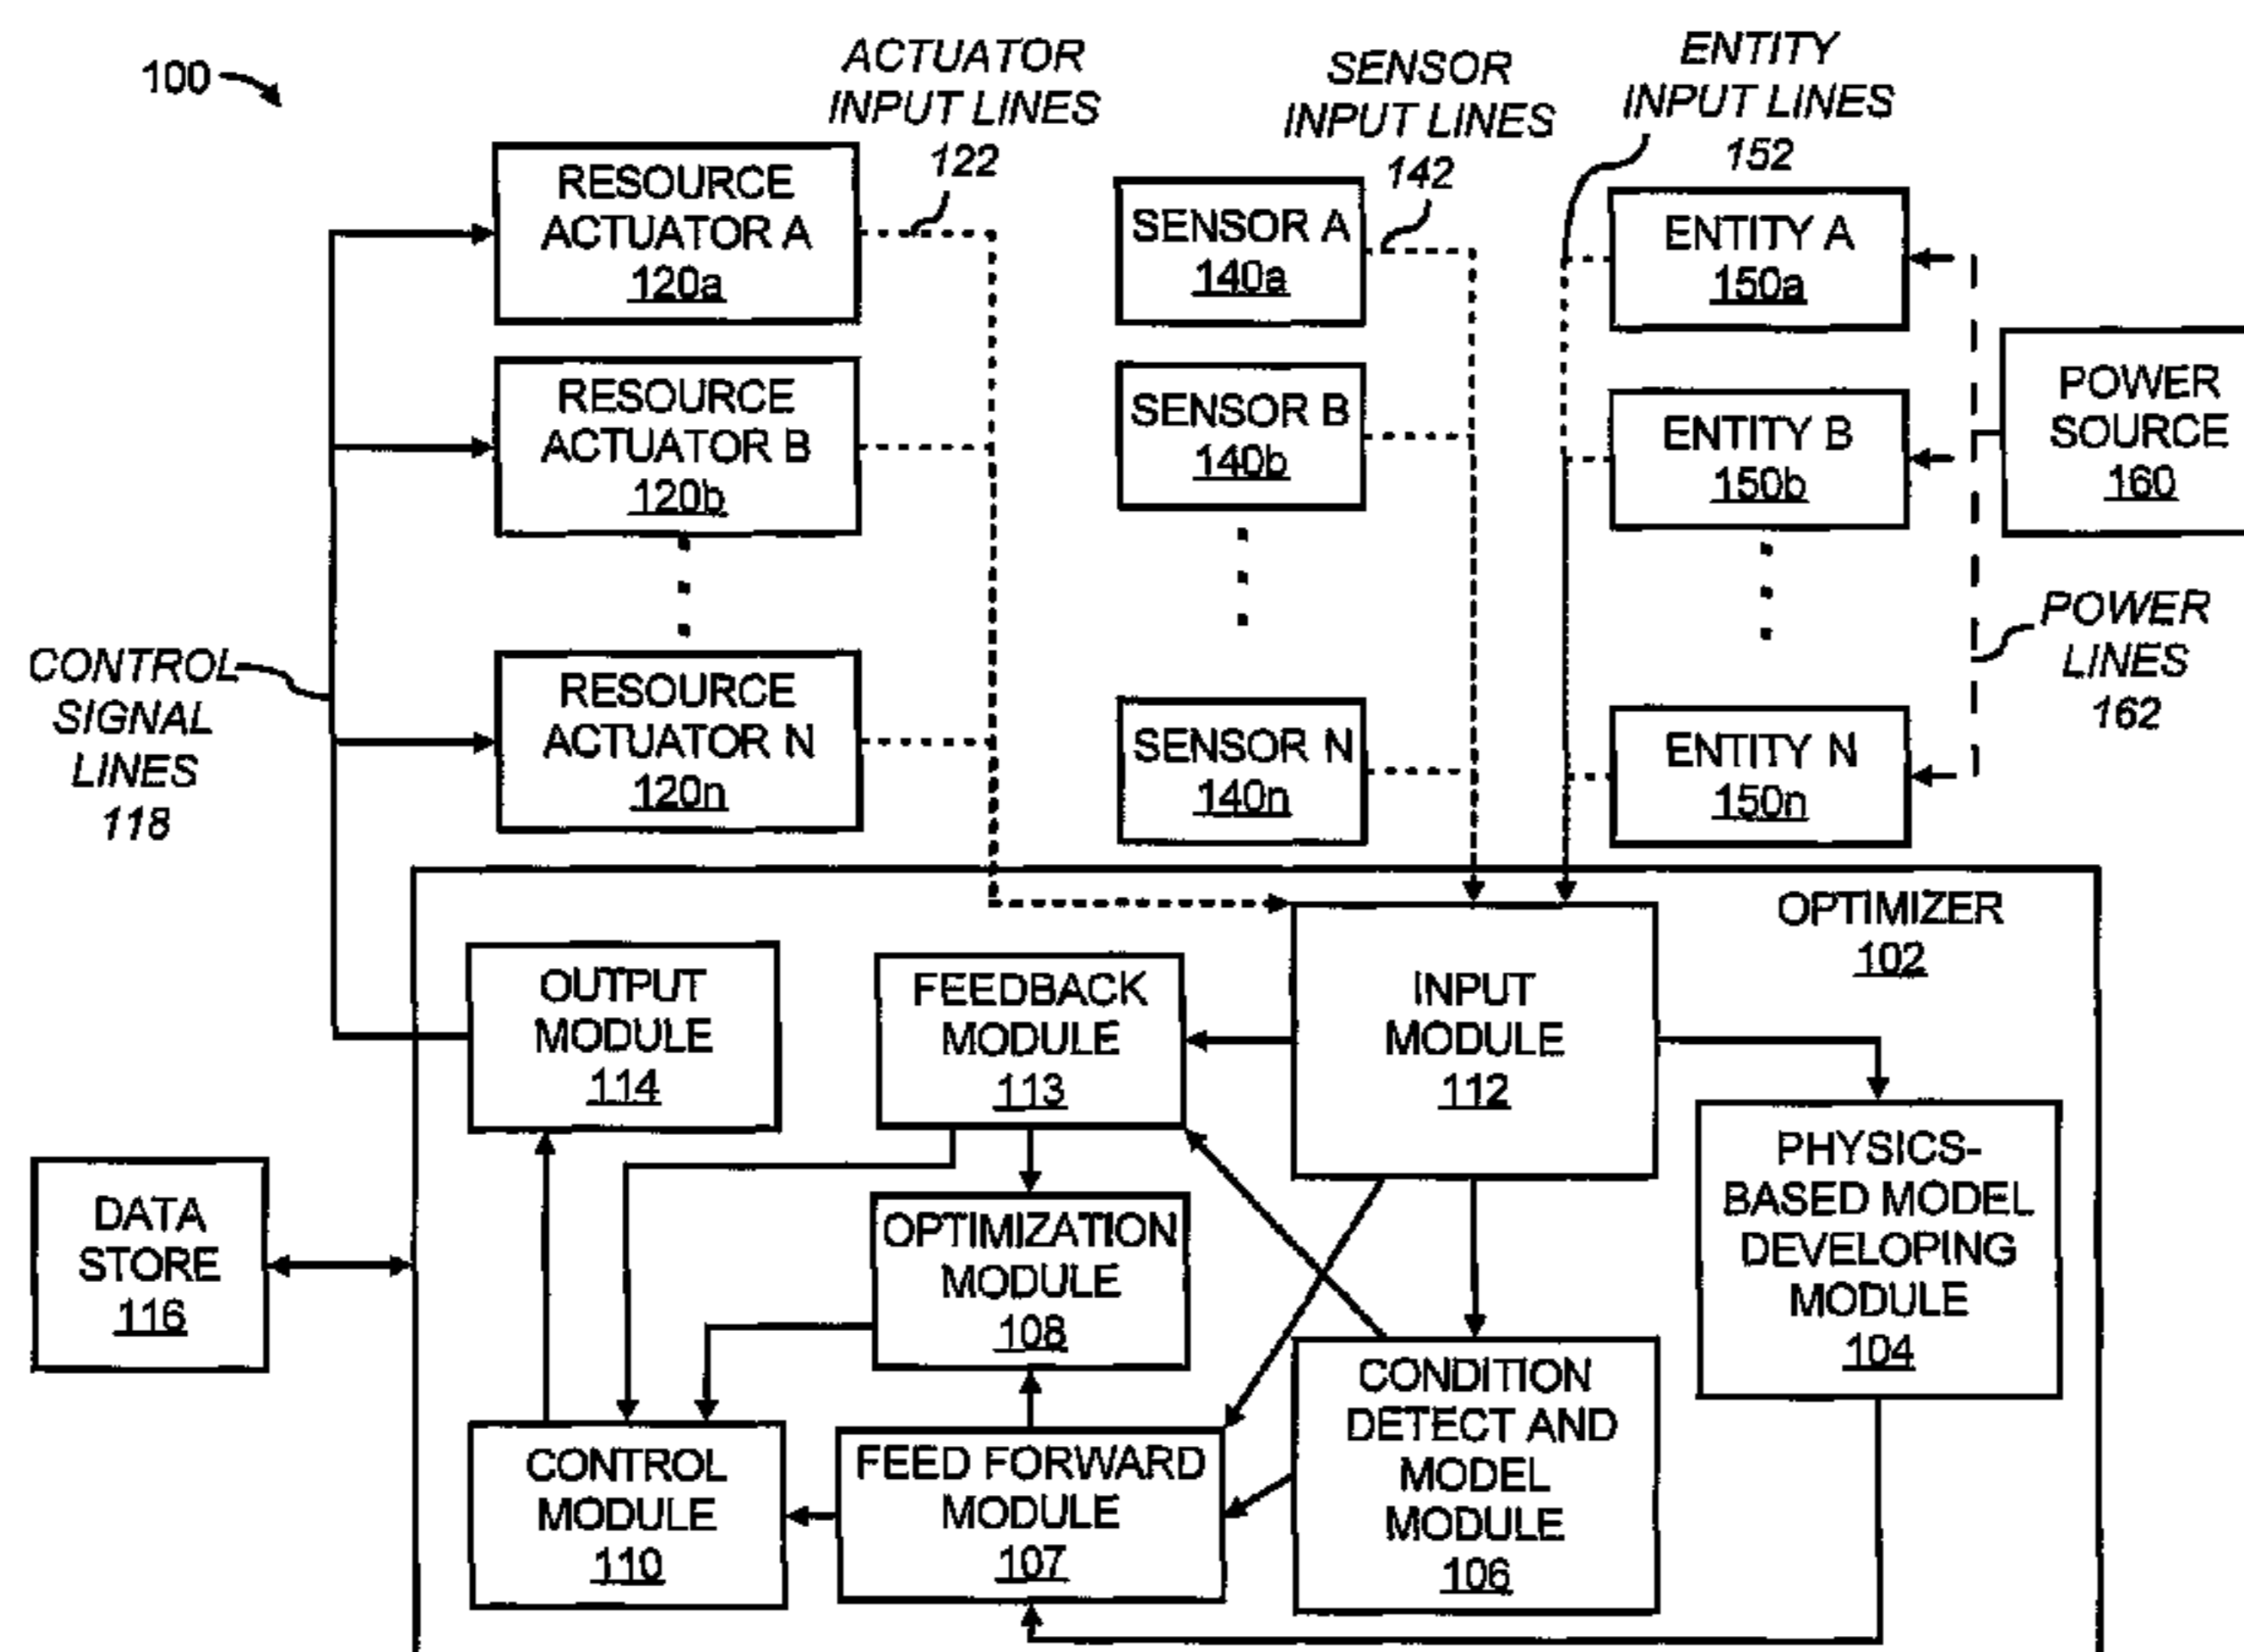 100
ACTUATOR
INPUT LINES
122
SENSOR
INPUT LINES
142
ENTITY
INPUT LINES
152
RESOURCE
ACTUATOR A
120a
SENSOR A
140a
ENTITY A
150a
RESOURCE
ACTUATOR B
120b
SENSOR B
140b
ENTITY B
150b
POWER
SOURCE
160
CONTROL
SIGNAL
LINES
118
RESOURCE
ACTUATOR N
120n
SENSOR N
140n
ENTITY N
150n
POWER
LINES
162
OPTIMIZER
102
OUTPUT
MODULE
114
FEEDBACK
MODULE
113
INPUT
MODULE
112
PHYSICS-
BASED MODEL
DEVELOPING
MODULE
104
DATA
STORE
116
OPTIMIZATION
MODULE
108
CONTROL
MODULE
110
FEED FORWARD
MODULE
107
CONDITION
DETECT AND
MODEL
MODULE
106